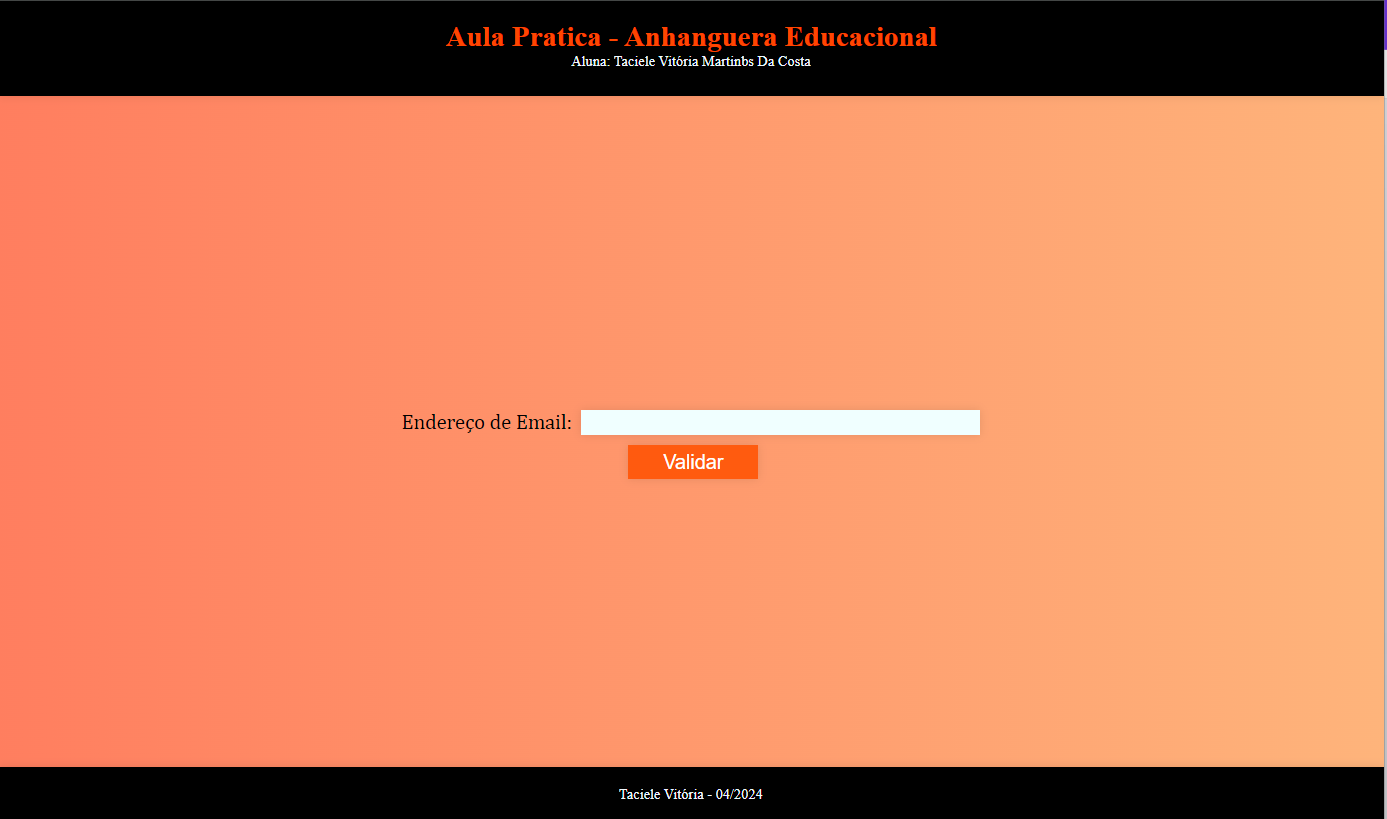 Aula Pratica - Anhanguera Educacional
Aluna: Taciele Vitória Martinbs Da Costa
Endereço de Email:
Validar
Taciele Vitória - 04/2024